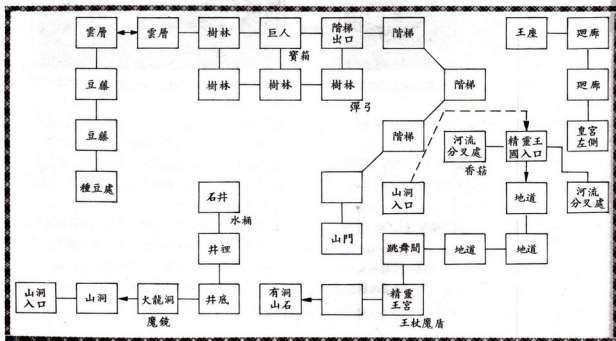 雲層 雲層 樹林 巨人 階梯出口 階梯 王座 廻廊
寶箱
豆藤 樹林 樹林 樹林 階梯 廻廊
彈弓
豆藤 階梯 河流分叉處 精靈王國入口 皇宮左側
香菇
種豆處 石井 山洞入口 地道 河流分叉處
水桶
井裡 山門 跳舞間 地道 地道
山洞入口 山洞 火龍洞 井底 有洞山石 精靈王宮
魔鏡 王杖魔盾